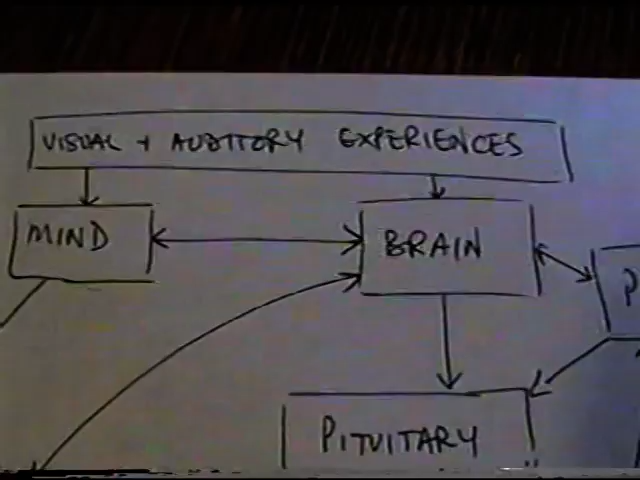 VISUAL + AUDITORY EXPERIENCES
MIND
BRAIN
P
PITUITARY